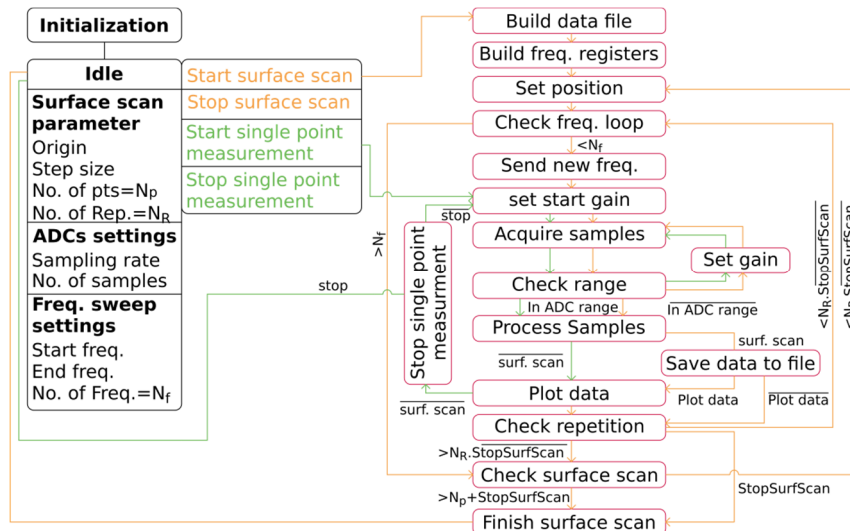 Initialization
Idle
Surface scan
parameter
Origin
Step size
No. of pts=Np
No. of Rep.=NR
ADCs settings
Sampling rate
No. of samples
Freq. sweep
settings
Start freq.
End freq.
No. of Freq.=Nf
Start surface scan
Stop surface scan
Start single point
measurement
Stop single point
measurement
Build data file
Build freq. registers
Set position
Check freq. loop
<Nf
Send new freq.
set start gain
stop
Acquire samples
Set gain
Check range
In ADC range
In ADC range
Process Samples
surf. scan
surf. scan
Save data to file
Plot data
Plot data
Plot data
surf. scan
Check repetition
>NR.StopSurfScan
Check surface scan
>Np+StopSurfScan
StopSurfScan
Finish surface scan
>Nf
stop
Stop single point
measurment
<NR.StopSurfScan